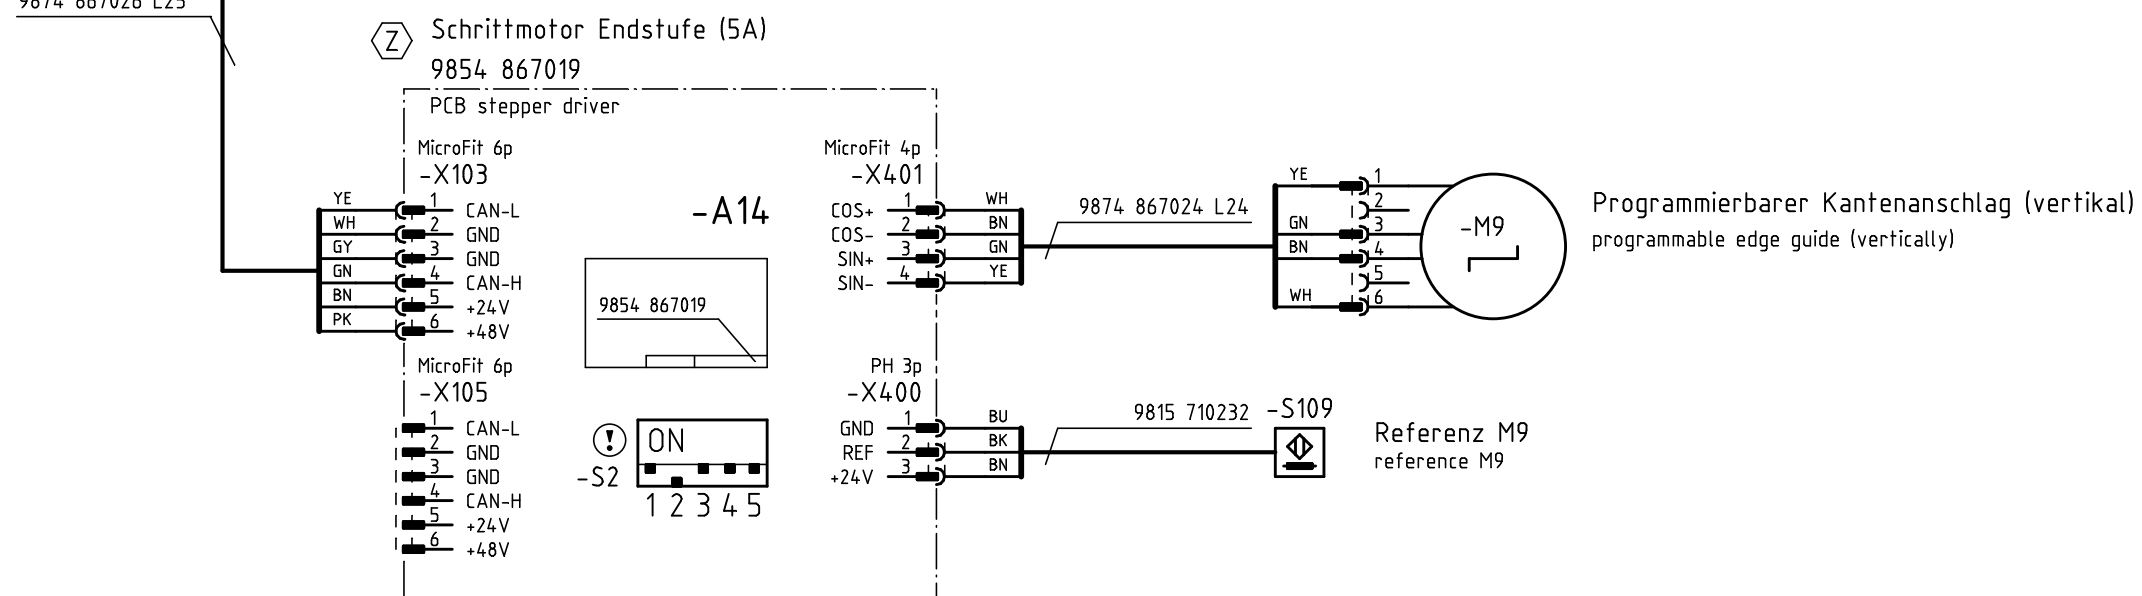 9874 867026 L25
Z
Schrittmotor Endstufe (5A)
9854 867019
PCB stepper driver
MicroFit 6p
-X103
YE 1 CAN-L
WH 2 GND
GY 3 GND
GN 4 CAN-H
BN 5 +24V
PK 6 +48V
MicroFit 6p
-X105
1 CAN-L
2 GND
3 GND
4 CAN-H
5 +24V
6 +48V
-A14
9854 867019
!
-S2
ON
1 2 3 4 5
MicroFit 4p
-X401
COS+ 1 WH
COS- 2 BN
SIN+ 3 GN
SIN- 4 YE
9874 867024 L24
YE 1
2
GN 3
BN 4
5
WH 6
-M9
Programmierbarer Kantenanschlag (vertikal)
programmable edge guide (vertically)
PH 3p
-X400
GND 1 BU
REF 2 BK
+24V 3 BN
9815 710232
-S109
Referenz M9
reference M9